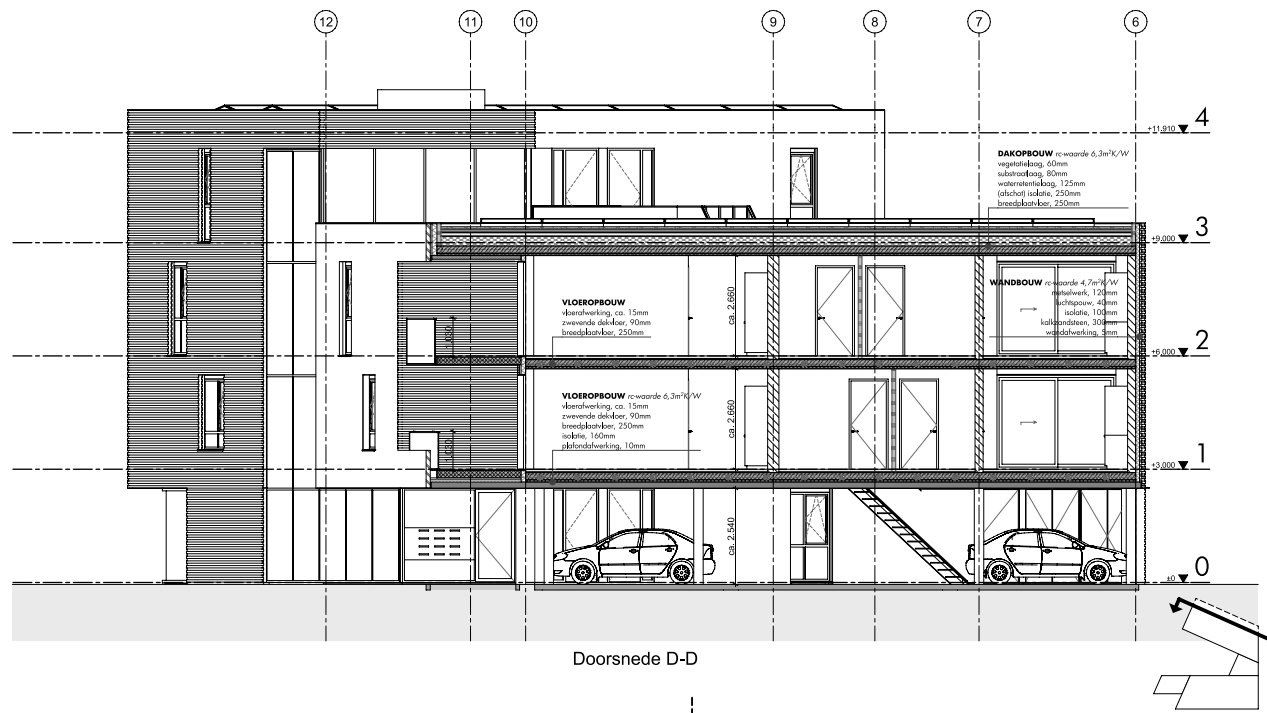 12
11
10
9
8
7
6
+11.910
4
DAKOPBOUW rc-waarde 6,3m²K/W
vegetatielaag, 60mm
substraatlaag, 80mm
waterretentielaag, 125mm
(afschot) isolatie, 250mm
breedplaatvloer, 250mm
+9.000
3
VLOEROPBOUW
vloerafwerking, ca. 15mm
zwevende dekvloer, 90mm
breedplaatvloer, 250mm
ca. 2.660
WANDBOUW rc-waarde 4,7m²K/W
metselwerk, 120mm
luchtspouw, 40mm
isolatie, 100mm
kalkzandsteen, 300mm
wandafwerking, 5mm
1.030
+6.000
2
VLOEROPBOUW rc-waarde 6,3m²K/W
vloerafwerking, ca. 15mm
zwevende dekvloer, 90mm
breedplaatvloer, 250mm
isolatie, 160mm
plafondafwerking, 10mm
ca. 2.660
1.030
+3.000
1
ca. 2.540
±0
0
Doorsnede D-D